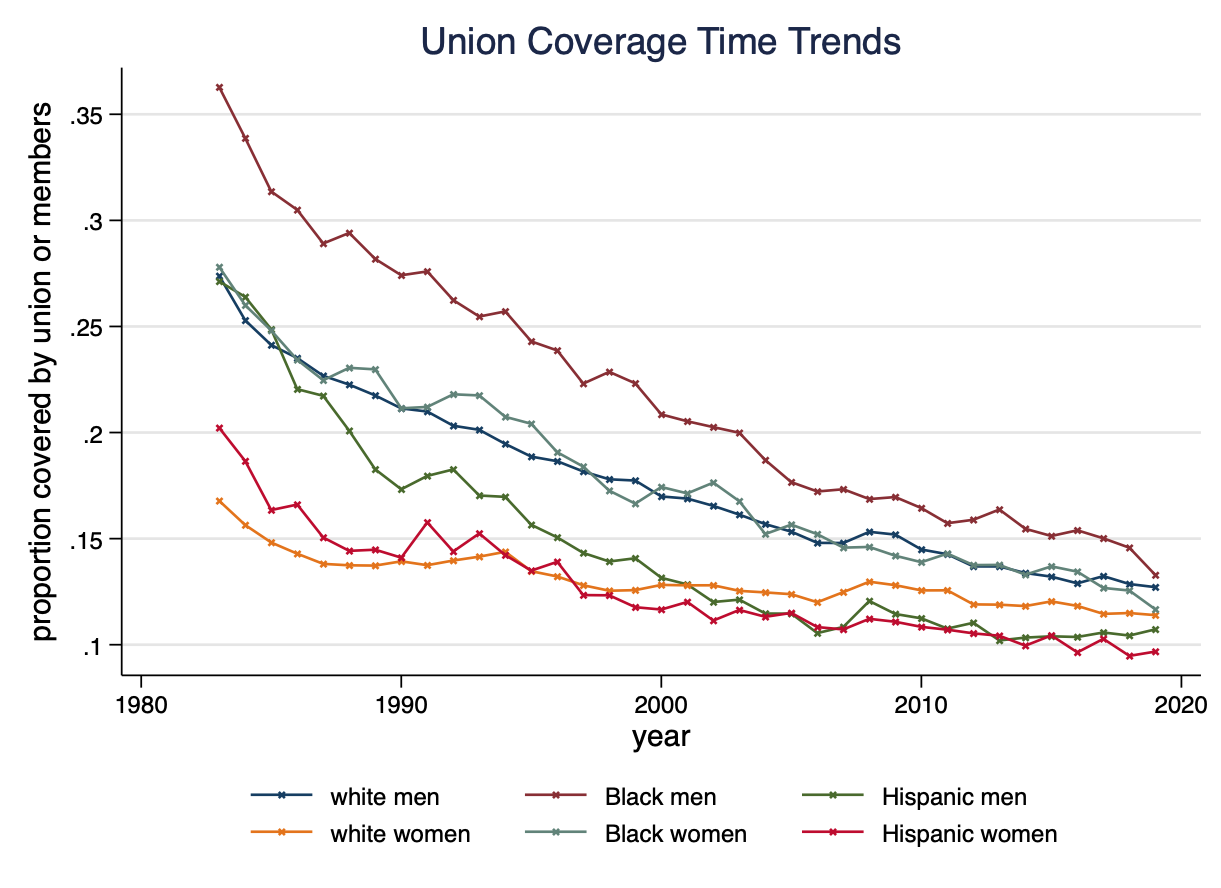 Union Coverage Time Trends
proportion covered by union or members
.35
.3
.25
.2
.15
.1
1980 1990 2000 2010 2020
year
white men Black men Hispanic men
white women Black women Hispanic women